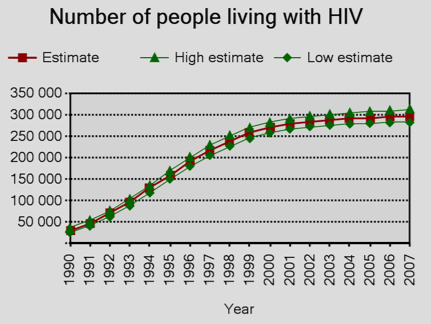 Number of people living with HIV
Estimate High estimate Low estimate
350 000
300 000
250 000
200 000
150 000
100 000
50 000
-
1990 1991 1992 1993 1994 1995 1996 1997 1998 1999 2000 2001 2002 2003 2004 2005 2006 2007
Year